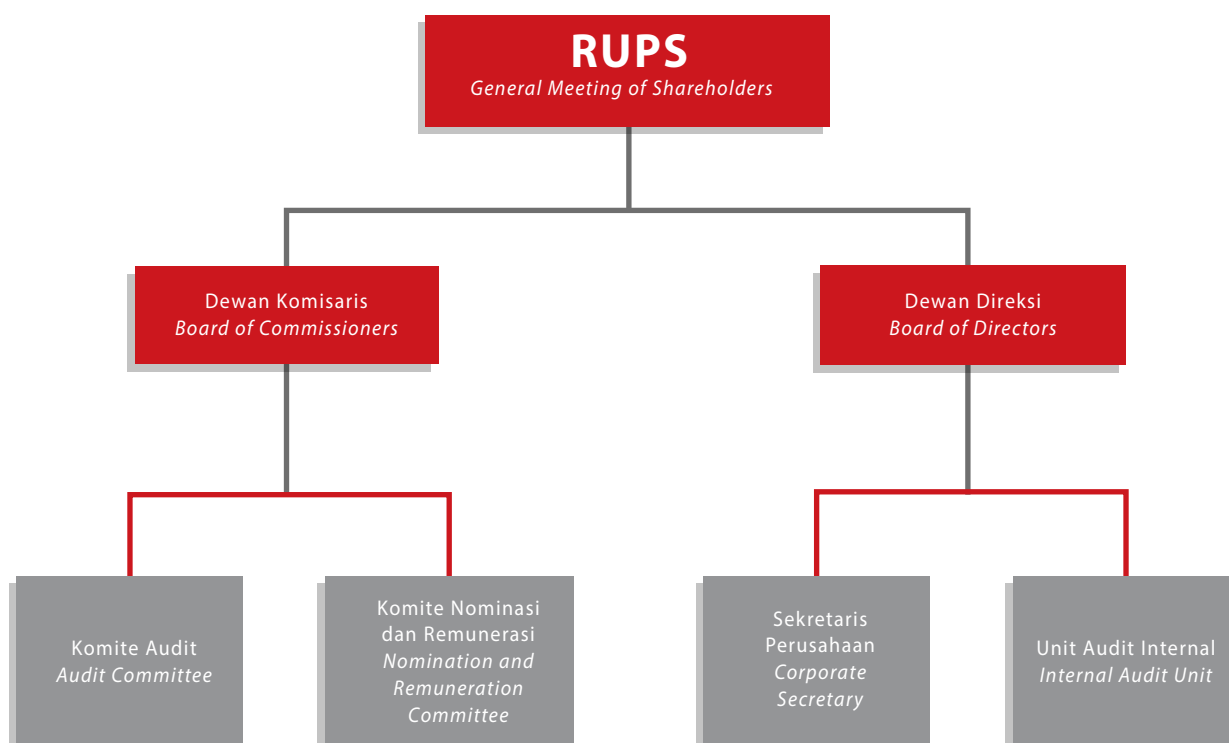 RUPS
General Meeting of Shareholders
Dewan Komisaris
Board of Commissioners
Dewan Direksi
Board of Directors
Komite Audit
Audit Committee
Komite Nominasi
dan Remunerasi
Nomination and
Remuneration
Committee
Sekretaris
Perusahaan
Corporate
Secretary
Unit Audit Internal
Internal Audit Unit